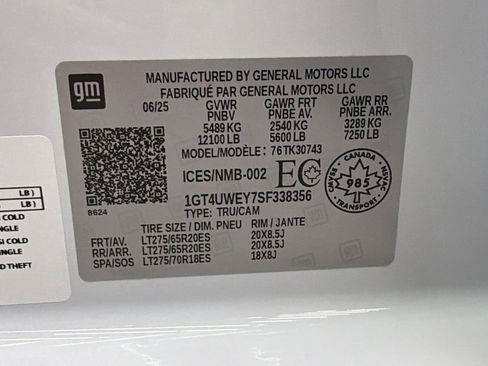 gm
MANUFACTURED BY GENERAL MOTORS LLC
FABRIQUÉ PAR GENERAL MOTORS LLC
06/25 GVWR GAWR FRT GAWR RR
PNBV PNBE AV. PNBE ARR.
5489 KG 2540 KG 3289 KG
12100 LB 5600 LB 7250 LB
MODEL/MODÈLE: 76TK30743
ICES/NMB-002 EC
CANADA
985
CMVSS NSVAC
8624
1GT4UWEY7SF338356
TYPE: TRU/CAM
TIRE SIZE / DIM. PNEU RIM / JANTE
FRT/AV. LT275/65R20ES 20X8.5J
RR/ARR. LT275/65R20ES 20X8.5J
SPA/SOS LT275/70R18ES 18X8J
LB )
LB )
COLD
COLD
THEFT